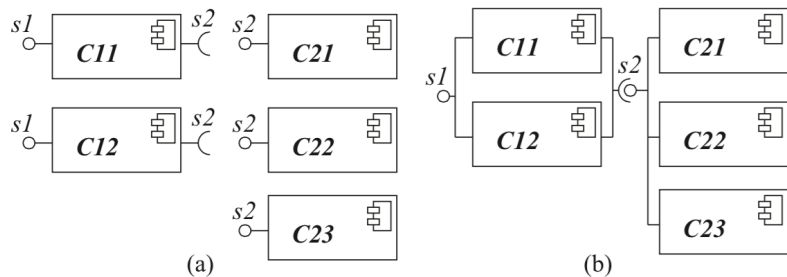 s1 C11 s2
s2 C21
s1 C12 s2
s2 C22
s2 C23
(a)
s1 C11 C12 s2 C21 C22 C23
(b)